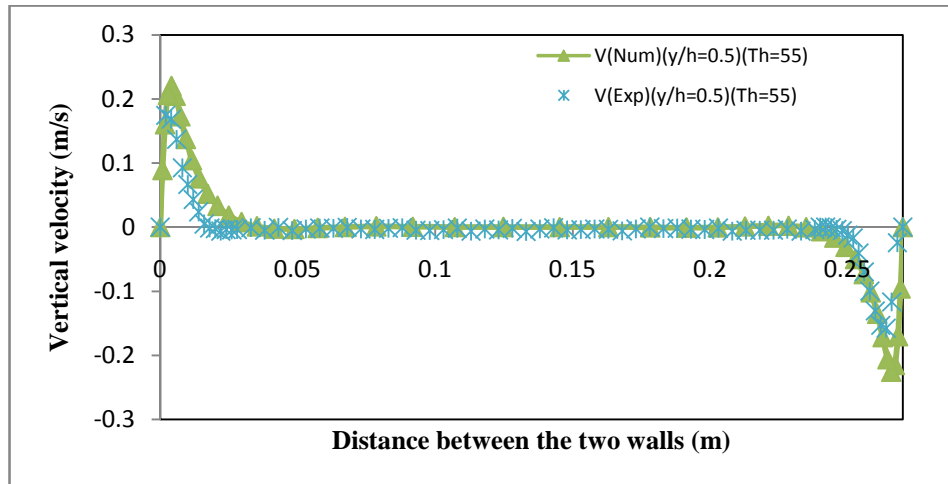 0.3
0.2
0.1
0
-0.1
-0.2
-0.3
Vertical velocity (m/s)
V(Num)(y/h=0.5)(Th=55)
V(Exp)(y/h=0.5)(Th=55)
0 0.05 0.1 0.15 0.2 0.25
Distance between the two walls (m)